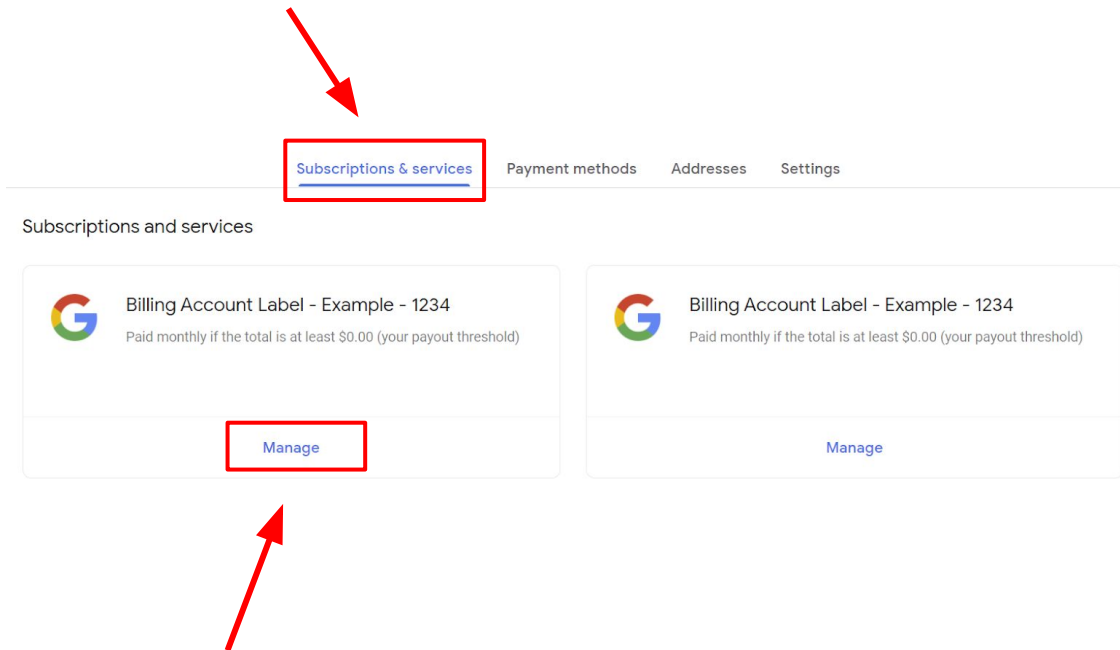 Subscriptions & services Payment methods Addresses Settings
Subscriptions and services
Billing Account Label - Example - 1234
Paid monthly if the total is at least $0.00 (your payout threshold)
Manage
Billing Account Label - Example - 1234
Paid monthly if the total is at least $0.00 (your payout threshold)
Manage